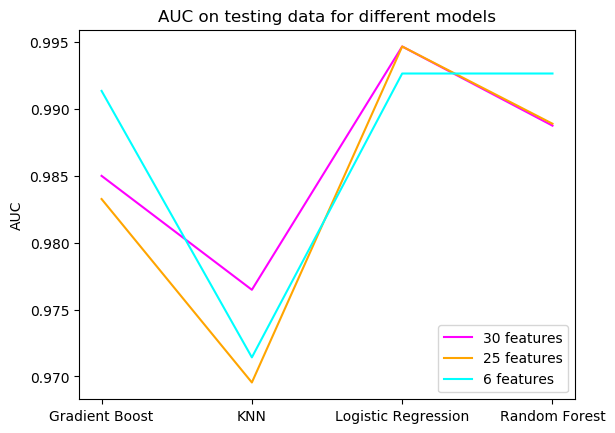 AUC on testing data for different models
0.995
0.990
0.985
0.980
0.975
0.970
AUC
Gradient Boost
KNN
Logistic Regression
Random Forest
30 features
25 features
6 features